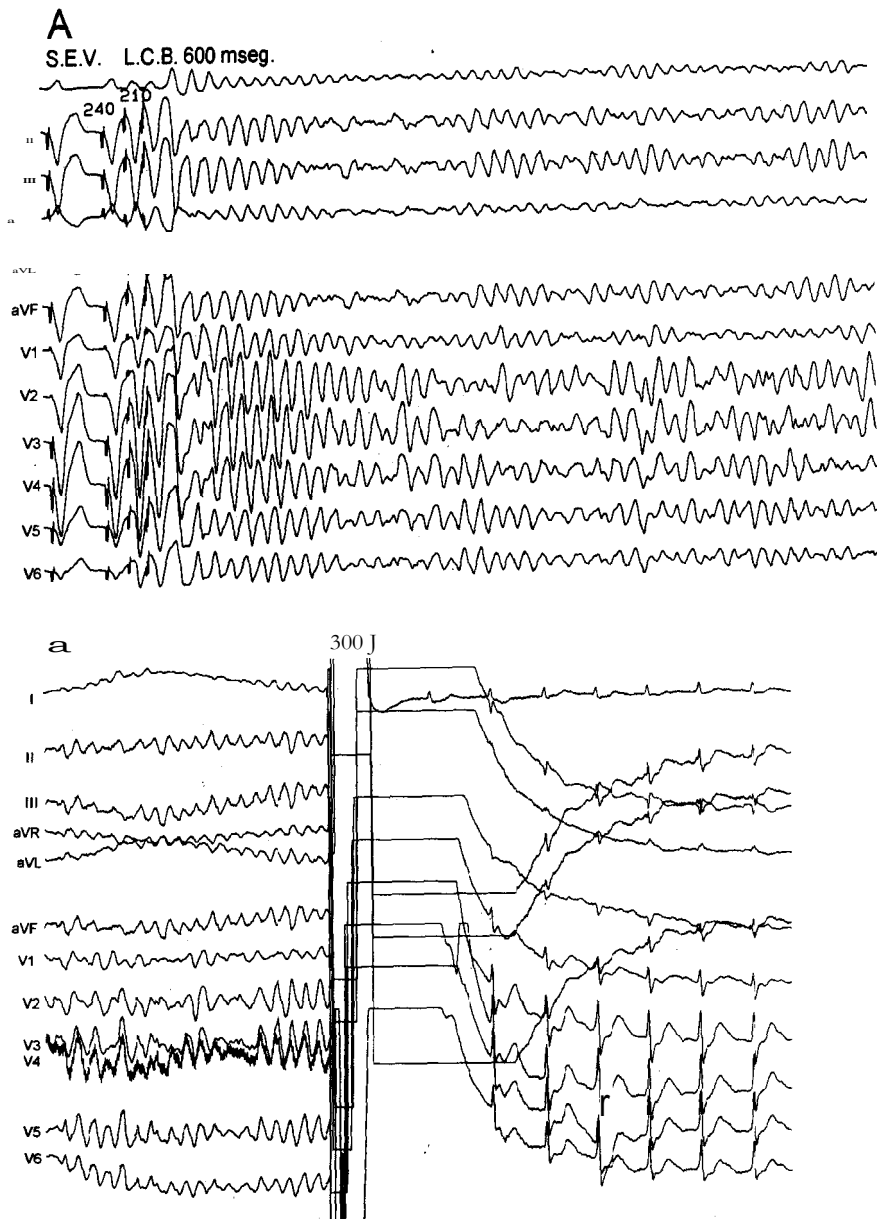 A
S.E.V. L.C.B. 600 mseg.
210
240
II
III
a
aVL
aVF
V1
V2
V3
V4
V5
V6
a
300 J
I
II
III
aVR
aVL
aVF
V1
V2
V3
V4
V5
V6